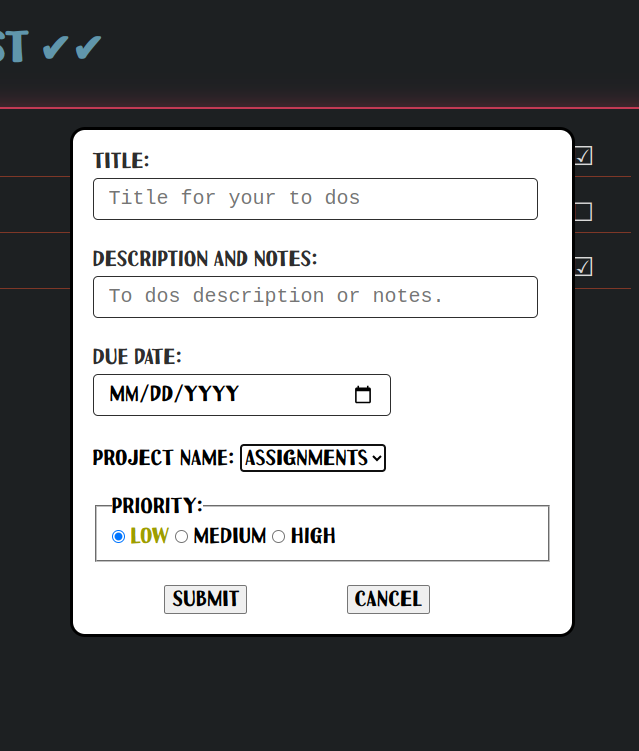 ST ✔✔
TITLE:
Title for your to dos
DESCRIPTION AND NOTES:
To dos description or notes.
DUE DATE:
MM/DD/YYYY
PROJECT NAME: ASSIGNMENTS
PRIORITY:
LOW MEDIUM HIGH
SUBMIT CANCEL